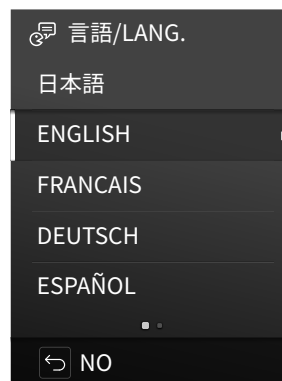 言語/LANG.
日本語
ENGLISH
FRANCAIS
DEUTSCH
ESPAÑOL
NO